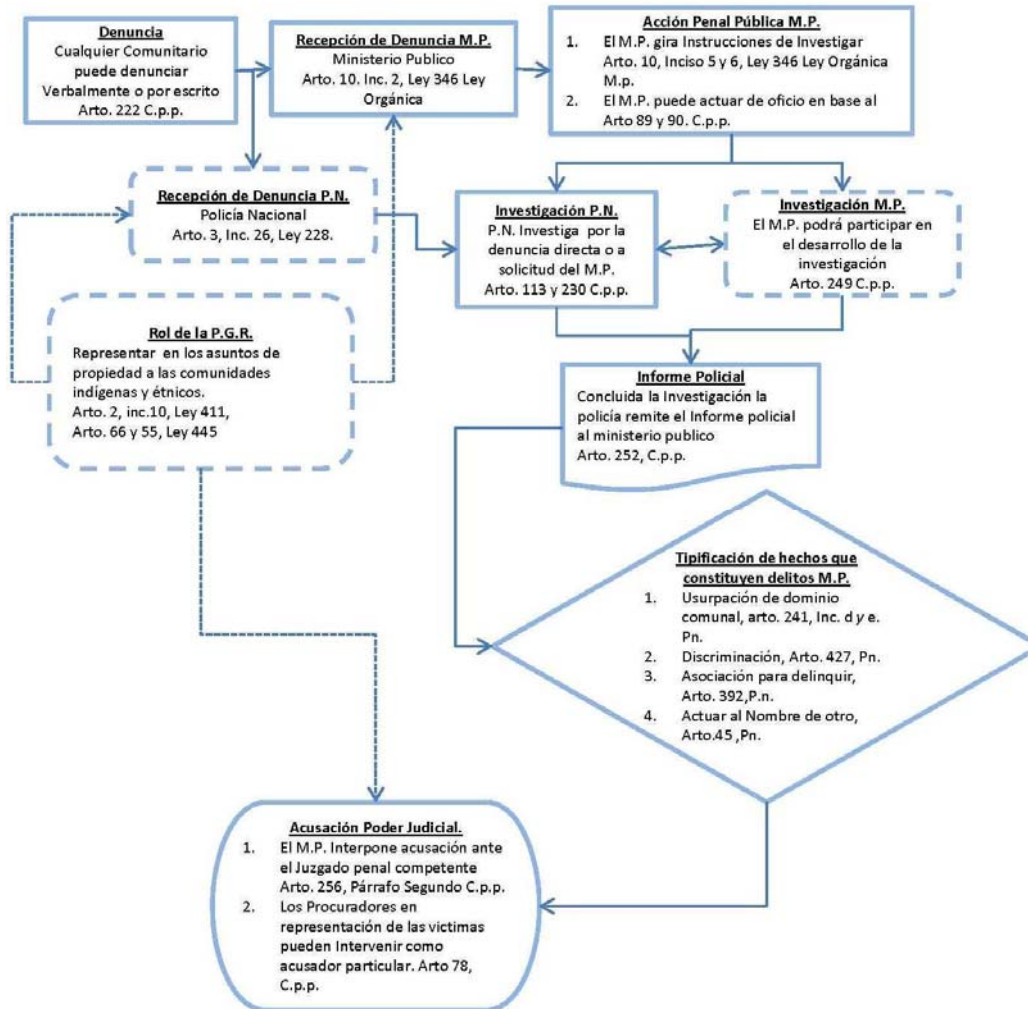 Denuncia
Cualquier Comunitario
puede denunciar
Verbalmente o por escrito
Arto. 222 C.p.p.
Recepción de Denuncia M.P.
Ministerio Publico
Arto. 10. Inc. 2, Ley 346 Ley
Orgánica
Acción Penal Pública M.P.
1. El M.P. gira Instrucciones de Investigar
Arto. 10, Inciso 5 y 6, Ley 346 Ley Orgánica
M.p.
2. El M.P. puede actuar de oficio en base al
Arto 89 y 90. C.p.p.
Recepción de Denuncia P.N.
Policía Nacional
Arto. 3, Inc. 26, Ley 228.
Investigación P.N.
P.N. Investiga por la
denuncia directa o a
solicitud del M.P.
Arto. 113 y 230 C.p.p.
Investigación M.P.
El M.P. podrá participar en
el desarrollo de la
investigación
Arto. 249 C.p.p.
Rol de la P.G.R.
Representar en los asuntos de
propiedad a las comunidades
indígenas y étnicos.
Arto. 2, inc.10, Ley 411,
Arto. 66 y 55, Ley 445
Informe Policial
Concluida la Investigación la
policía remite el Informe policial
al ministerio publico
Arto. 252, C.p.p.
Tipificación de hechos que
constituyen delitos M.P.
1. Usurpación de dominio
comunal, arto. 241, Inc. d y e.
Pn.
2. Discriminación, Arto. 427, Pn.
3. Asociación para delinquir,
Arto. 392,P.n.
4. Actuar al Nombre de otro,
Arto.45 ,Pn.
Acusación Poder Judicial.
1. El M.P. Interpone acusación ante
el Juzgado penal competente
Arto. 256, Párrafo Segundo C.p.p.
2. Los Procuradores en
representación de las victimas
pueden Intervenir como
acusador particular. Arto 78,
C.p.p.